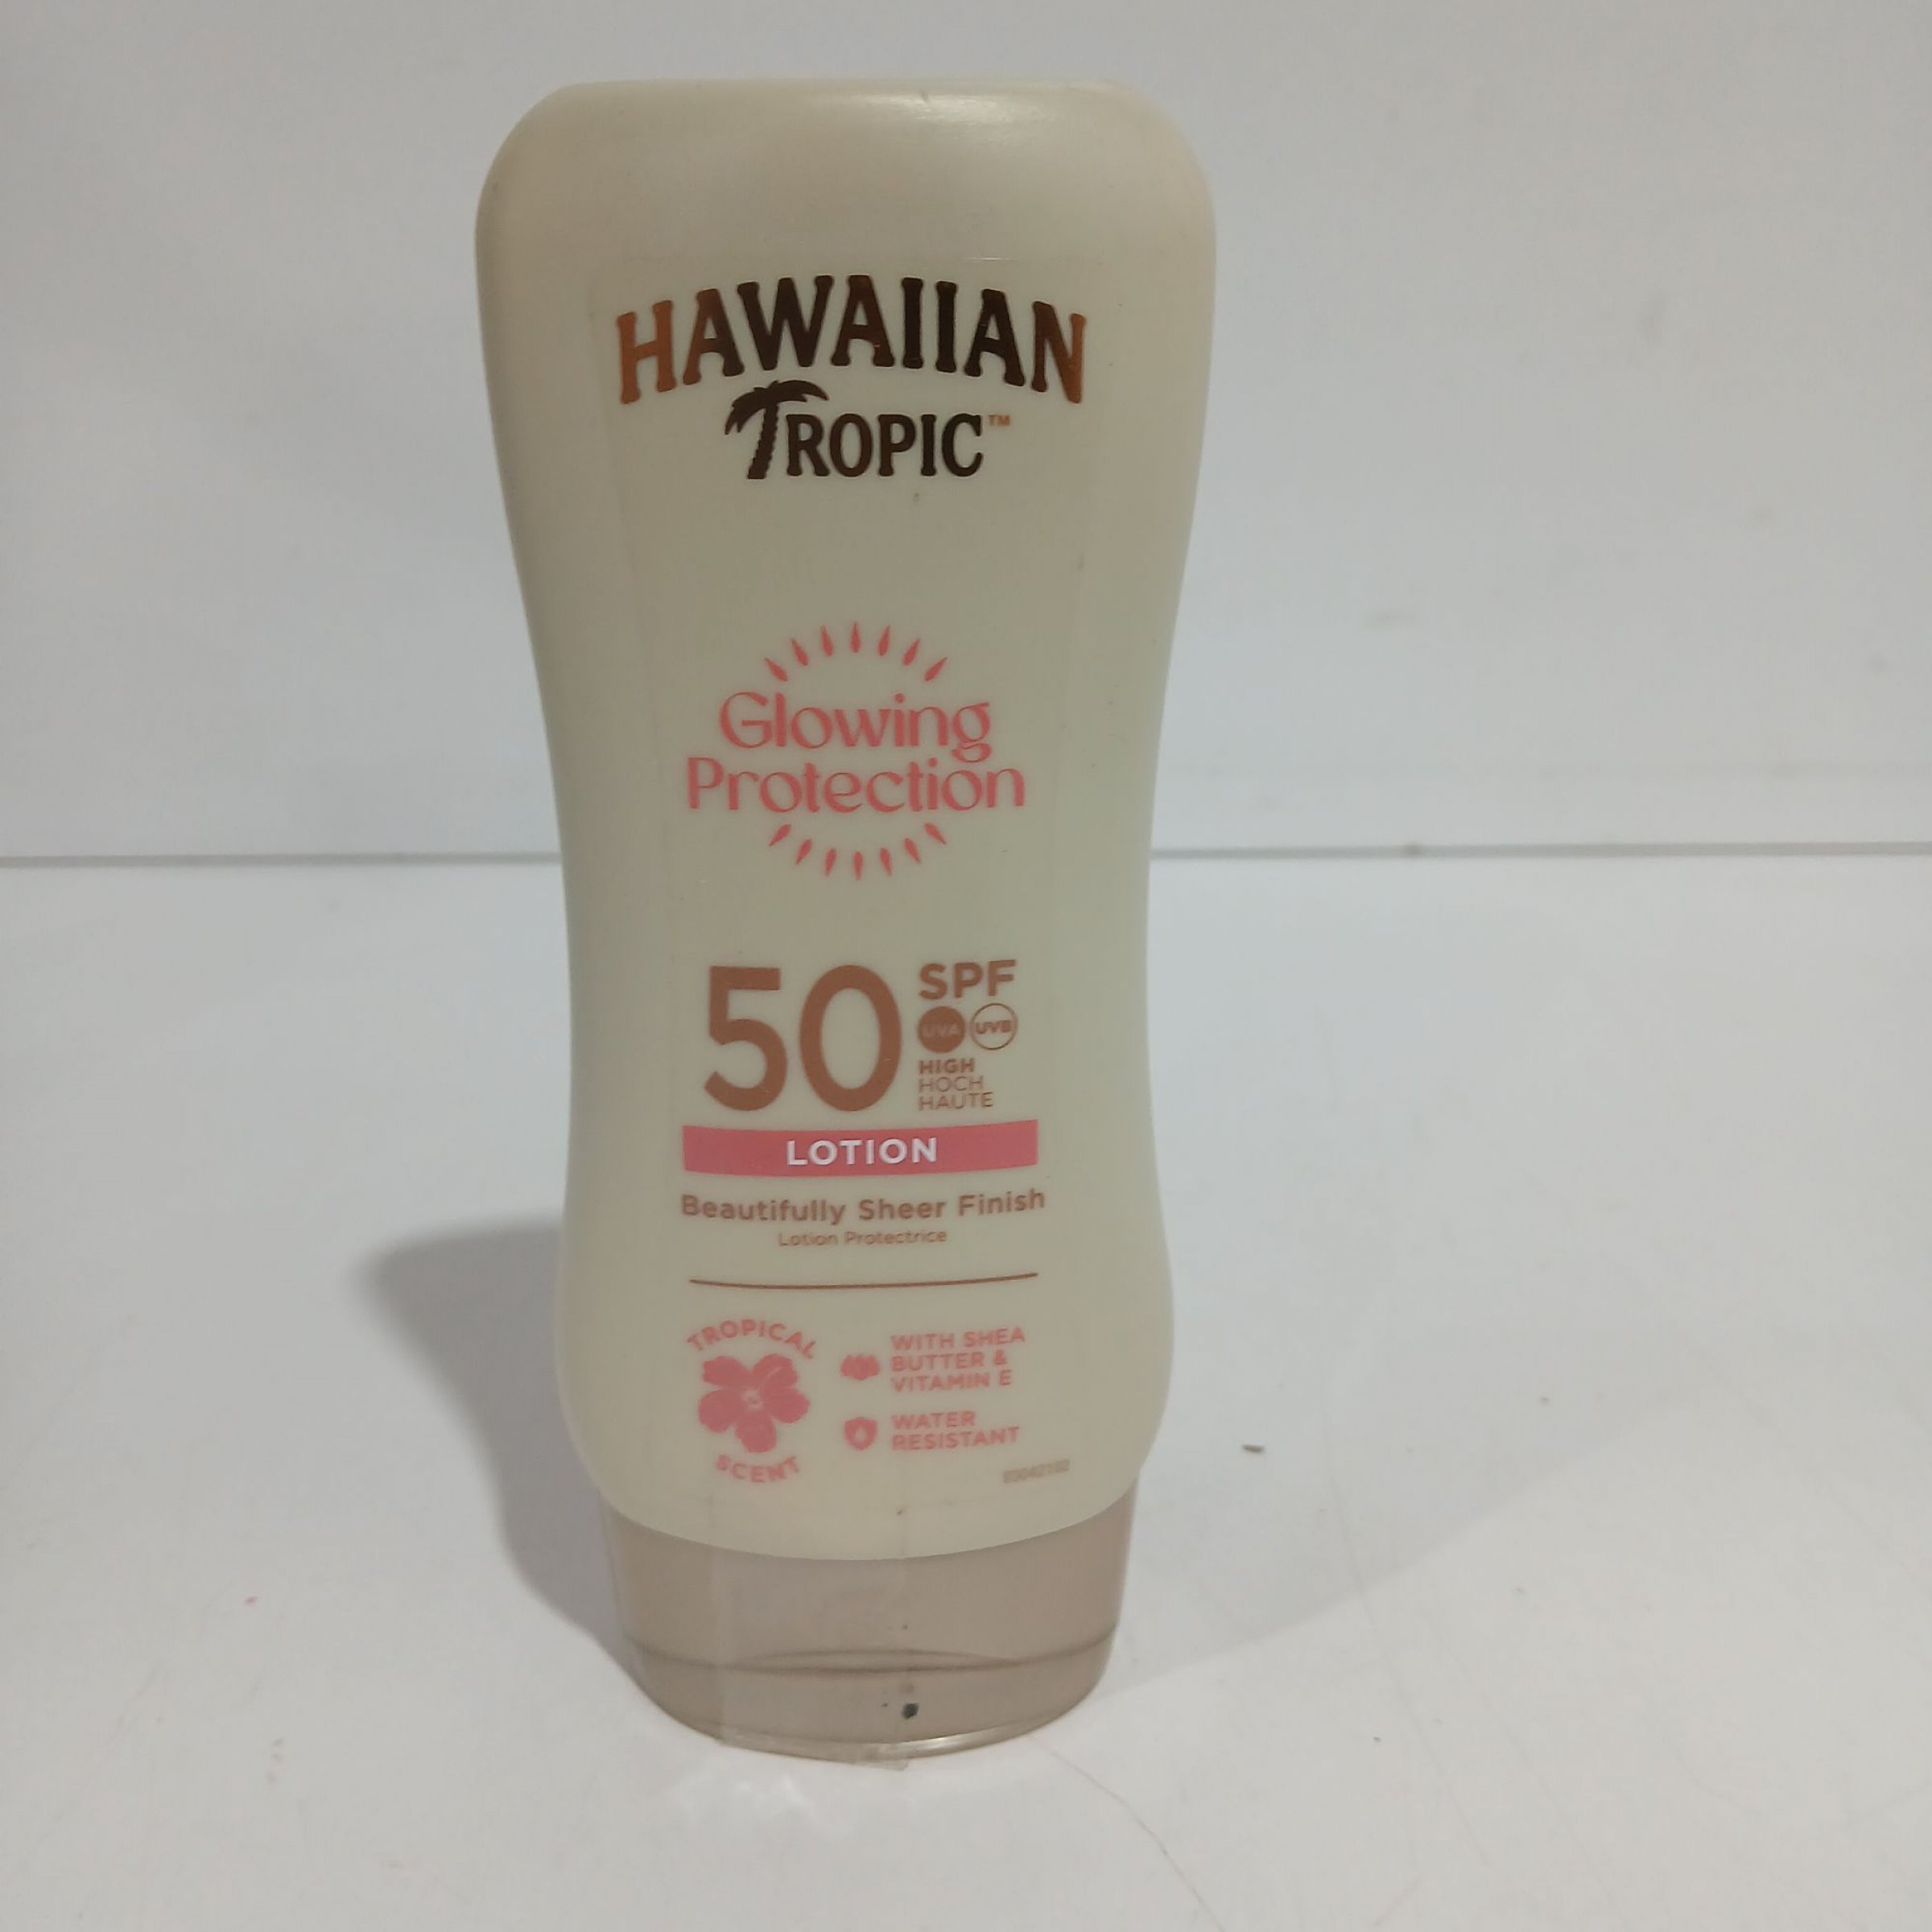 HAWAIIAN
TROPIC™
Glowing
Protection
50 SPF
UVA UVB
HIGH
HOCH
HAUTE
LOTION
Beautifully Sheer Finish
Lotion Protectrice
TROPICAL
SCENT
WITH SHEA
BUTTER &
VITAMIN E
WATER
RESISTANT